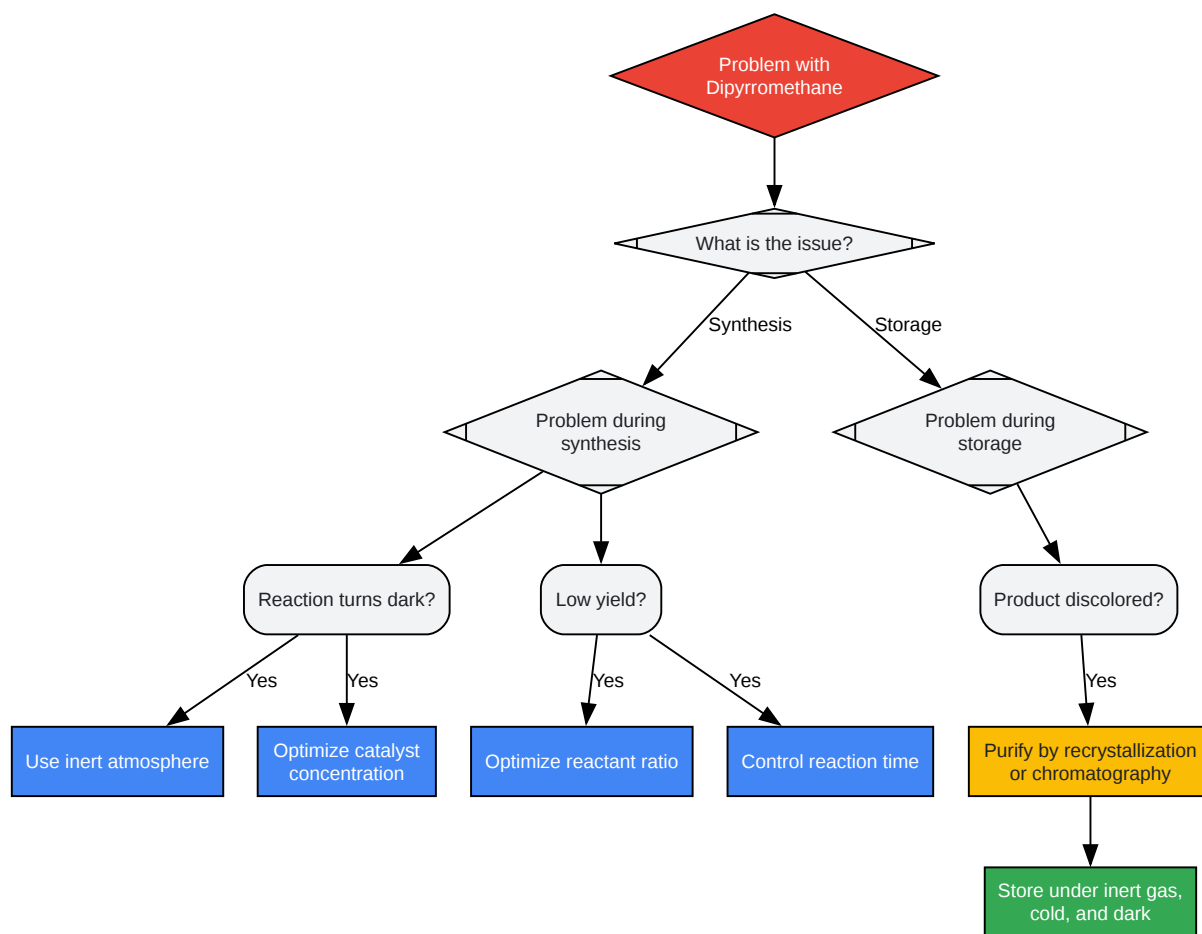 Problem with
Dipyrromethane
What is the issue?
Synthesis
Storage
Problem during
synthesis
Problem during
storage
Reaction turns dark?
Low yield?
Product discolored?
Yes
Yes
Yes
Yes
Yes
Use inert atmosphere
Optimize catalyst
concentration
Optimize reactant ratio
Control reaction time
Purify by recrystallization
or chromatography
Store under inert gas,
cold, and dark